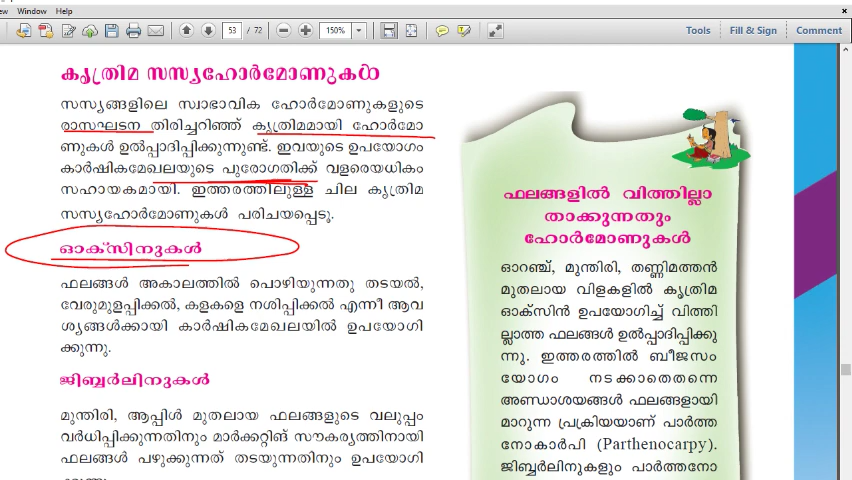 Window Help
53 / 72
150%
Tools
Fill & Sign
Comment
കൃത്രിമ സസ്യഹോർമോണുകൾ
സസ്യങ്ങളിലെ സ്വാഭാവിക ഹോർമോണുകളുടെ
രാസഘടന തിരിച്ചറിഞ്ഞ് കൃത്രിമമായി ഹോർമോ
ണുകൾ ഉൽപ്പാദിപ്പിക്കുന്നുണ്ട്. ഇവയുടെ ഉപയോഗം
കാർഷികമേഖലയുടെ പുരോഗതിക്ക് വളരെയധികം
സഹായകമായി. ഇത്തരത്തിലുള്ള ചില കൃത്രിമ
സസ്യഹോർമോണുകൾ പരിചയപ്പെടൂ.
ഓക്സിനുകൾ
ഫലങ്ങൾ അകാലത്തിൽ പൊഴിയുന്നതു തടയൽ,
വേരുമുളപ്പിക്കൽ, കളകളെ നശിപ്പിക്കൽ എന്നീ ആവ
ശ്യങ്ങൾക്കായി കാർഷികമേഖലയിൽ ഉപയോഗി
ക്കുന്നു.
ജിബ്ബർലിനുകൾ
മുന്തിരി, ആപ്പിൾ മുതലായ ഫലങ്ങളുടെ വലുപ്പം
വർധിപ്പിക്കുന്നതിനും മാർക്കറ്റിങ് സൗകര്യത്തിനായി
ഫലങ്ങൾ പഴുക്കുന്നത് തടയുന്നതിനും ഉപയോഗി
ഫലങ്ങളിൽ വിത്തില്ലാ
താക്കുന്നതും
ഹോർമോണുകൾ
ഓറഞ്ച്, മുന്തിരി, തണ്ണിമത്തൻ
മുതലായ വിളകളിൽ കൃത്രിമ
ഓക്സിൻ ഉപയോഗിച്ച് വിത്തി
ല്ലാത്ത ഫലങ്ങൾ ഉൽപ്പാദിപ്പിക്കു
ന്നു. ഇത്തരത്തിൽ ബീജസം
യോഗം നടക്കാതെതന്നെ
അണ്ഡാശയങ്ങൾ ഫലങ്ങളായി
മാറുന്ന പ്രക്രിയയാണ് പാർത്ത
നോകാർപി (Parthenocarpy).
ജിബ്ബർലിനുകളും പാർത്തനോ